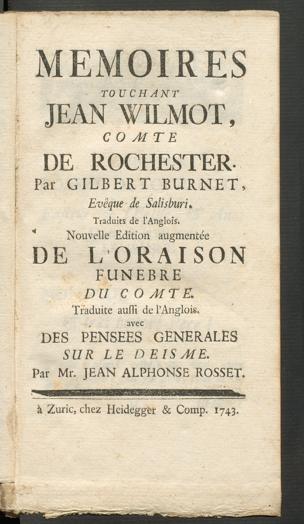 MEMOIRES
TOUCHANT
JEAN WILMOT,
COMTE
DE ROCHESTER.
Par GILBERT BURNET,
Evêque de Salisburi.
Traduits de l'Anglois.
Nouvelle Edition augmentée
DE L'ORAISON
FUNEBRE
DU COMTE.
Traduite aussi de l'Anglois.
avec
DES PENSEES GENERALES
SUR LE DEISME.
Par Mr. JEAN ALPHONSE ROSSET.
à Zuric, chez Heidegger & Comp. 1743.